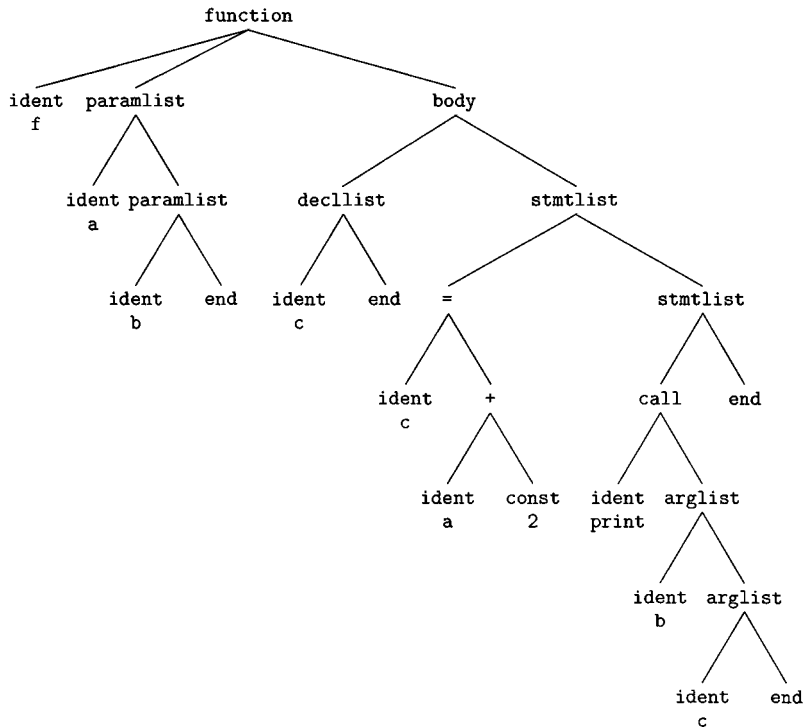 function
ident paramlist body
f
ident paramlist decllist stmtlist
a
ident end ident end = stmtlist
b c
ident + call end
c
ident const ident arglist
a 2 print
ident arglist
b
ident end
c